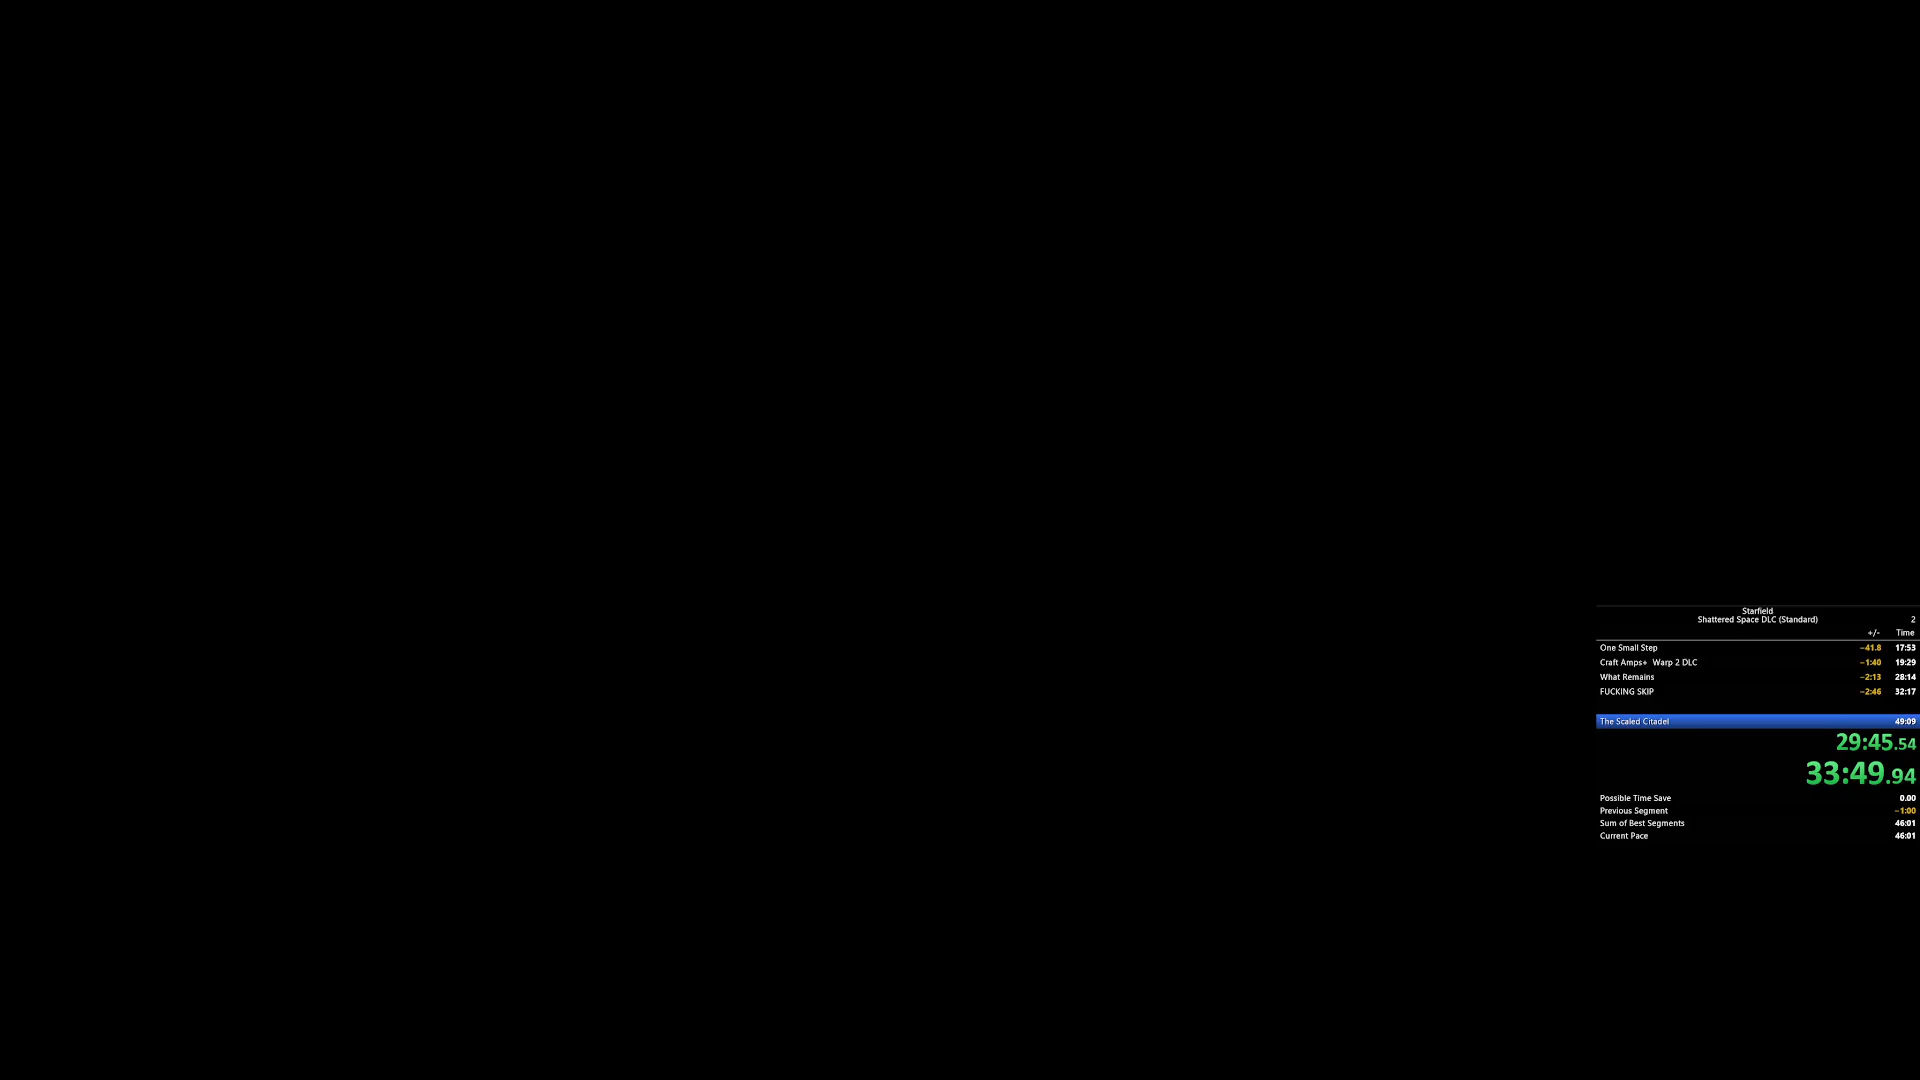 Starfield
Shattered Space DLC (Standard) 2
+/- Time
One Small Step −41.8 17:53
Craft Amps+ Warp 2 DLC −1:40 19:29
What Remains −2:13 28:14
FUCKING SKIP −2:46 32:17
The Scaled Citadel 49:09
29:45.54
33:49.94
Possible Time Save 0.00
Previous Segment −1:00
Sum of Best Segments 46:01
Current Pace 46:01